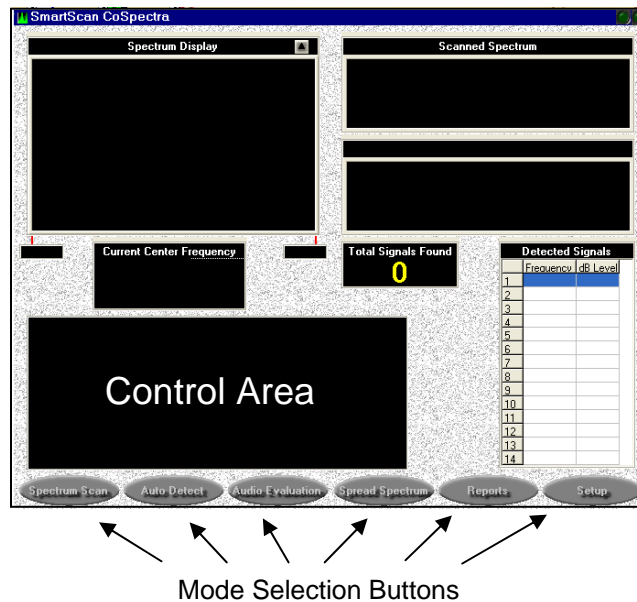 SmartScan CoSpectra
Spectrum Display
Scanned Spectrum
Current Center Frequency
Total Signals Found
0
Detected Signals
Frequency dB Level
1
2
3
4
5
6
7
8
9
10
11
12
13
14
Control Area
Spectrum Scan
Auto Detect
Audio Evaluation
Spread Spectrum
Reports
Setup
Mode Selection Buttons